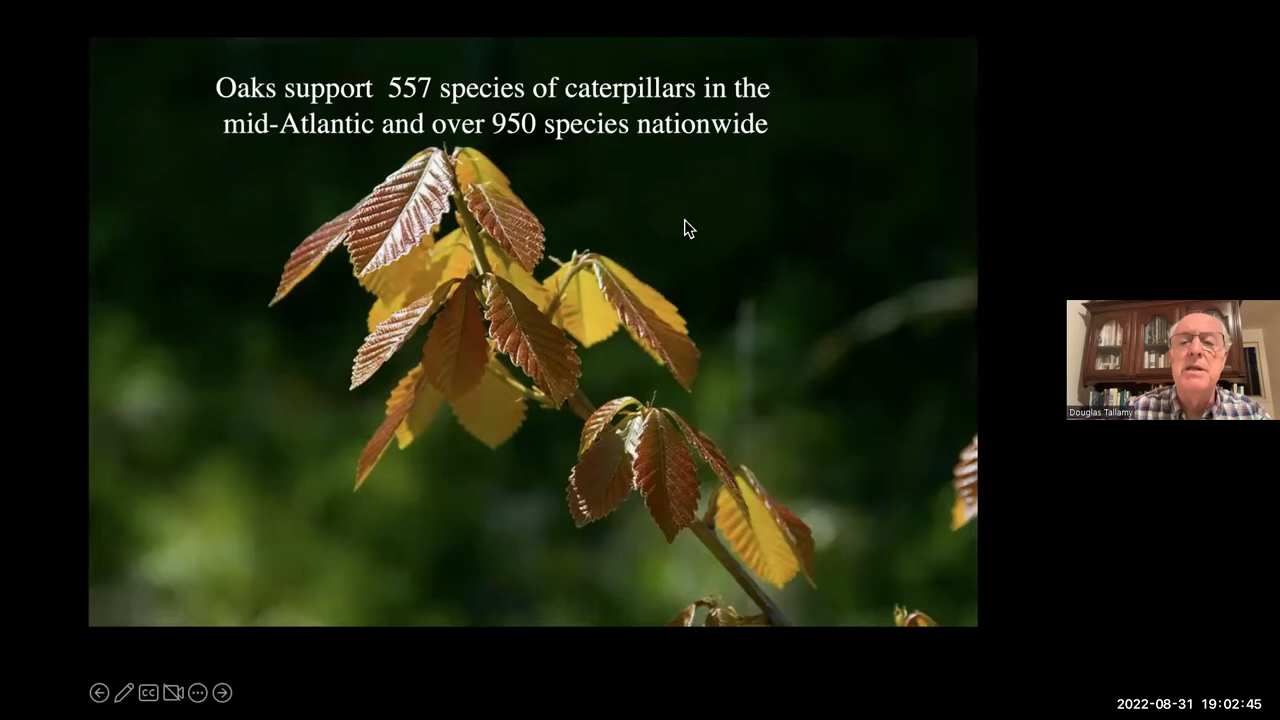 Oaks support 557 species of caterpillars in the
mid-Atlantic and over 950 species nationwide
Douglas Tallamy
CC
2022-08-31 19:02:45